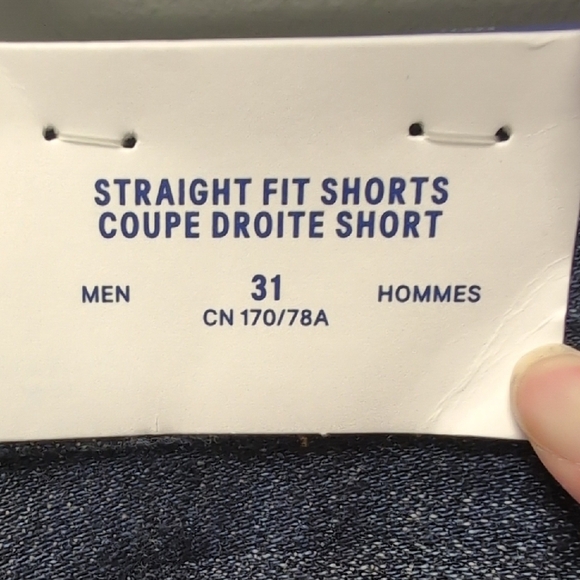 STRAIGHT FIT SHORTS
COUPE DROITE SHORT
MEN 31 HOMMES
CN 170/78A